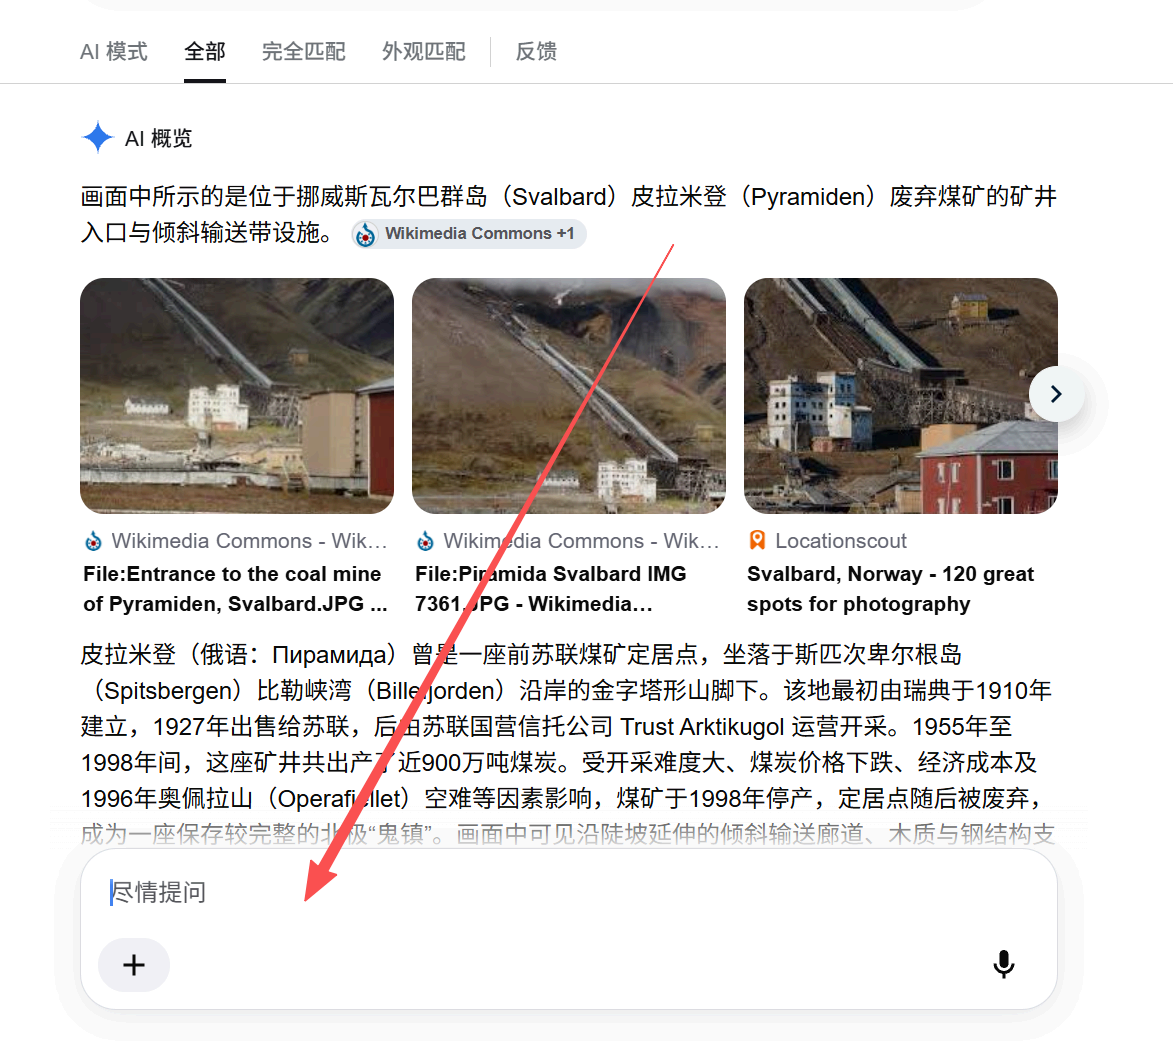 AI 模式 全部 完全匹配 外观匹配 反馈
AI 概览
画面中所示的是位于挪威斯瓦尔巴群岛（Svalbard）皮拉米登（Pyramiden）废弃煤矿的矿井
入口与倾斜输送带设施。 Wikimedia Commons +1
Wikimedia Commons - Wik…
File:Entrance to the coal mine
of Pyramiden, Svalbard.JPG ...
Wikimedia Commons - Wik…
File:Piramida Svalbard IMG
7361.JPG - Wikimedia…
Locationscout
Svalbard, Norway - 120 great
spots for photography
皮拉米登（俄语：Пирамида）曾是一座前苏联煤矿定居点，坐落于斯匹次卑尔根岛
（Spitsbergen）比勒峡湾（Billefjorden）沿岸的金字塔形山脚下。该地最初由瑞典于1910年
建立，1927年出售给苏联，后由苏联国营信托公司 Trust Arktikugol 运营开采。1955年至
1998年间，这座矿井共出产了近900万吨煤炭。受开采难度大、煤炭价格下跌、经济成本及
1996年奥佩拉山（Operafjellet）空难等因素影响，煤矿于1998年停产，定居点随后被废弃，
成为一座保存较完整的北极“鬼镇”。画面中可见沿陡坡延伸的倾斜输送廊道、木质与钢结构支
尽情提问